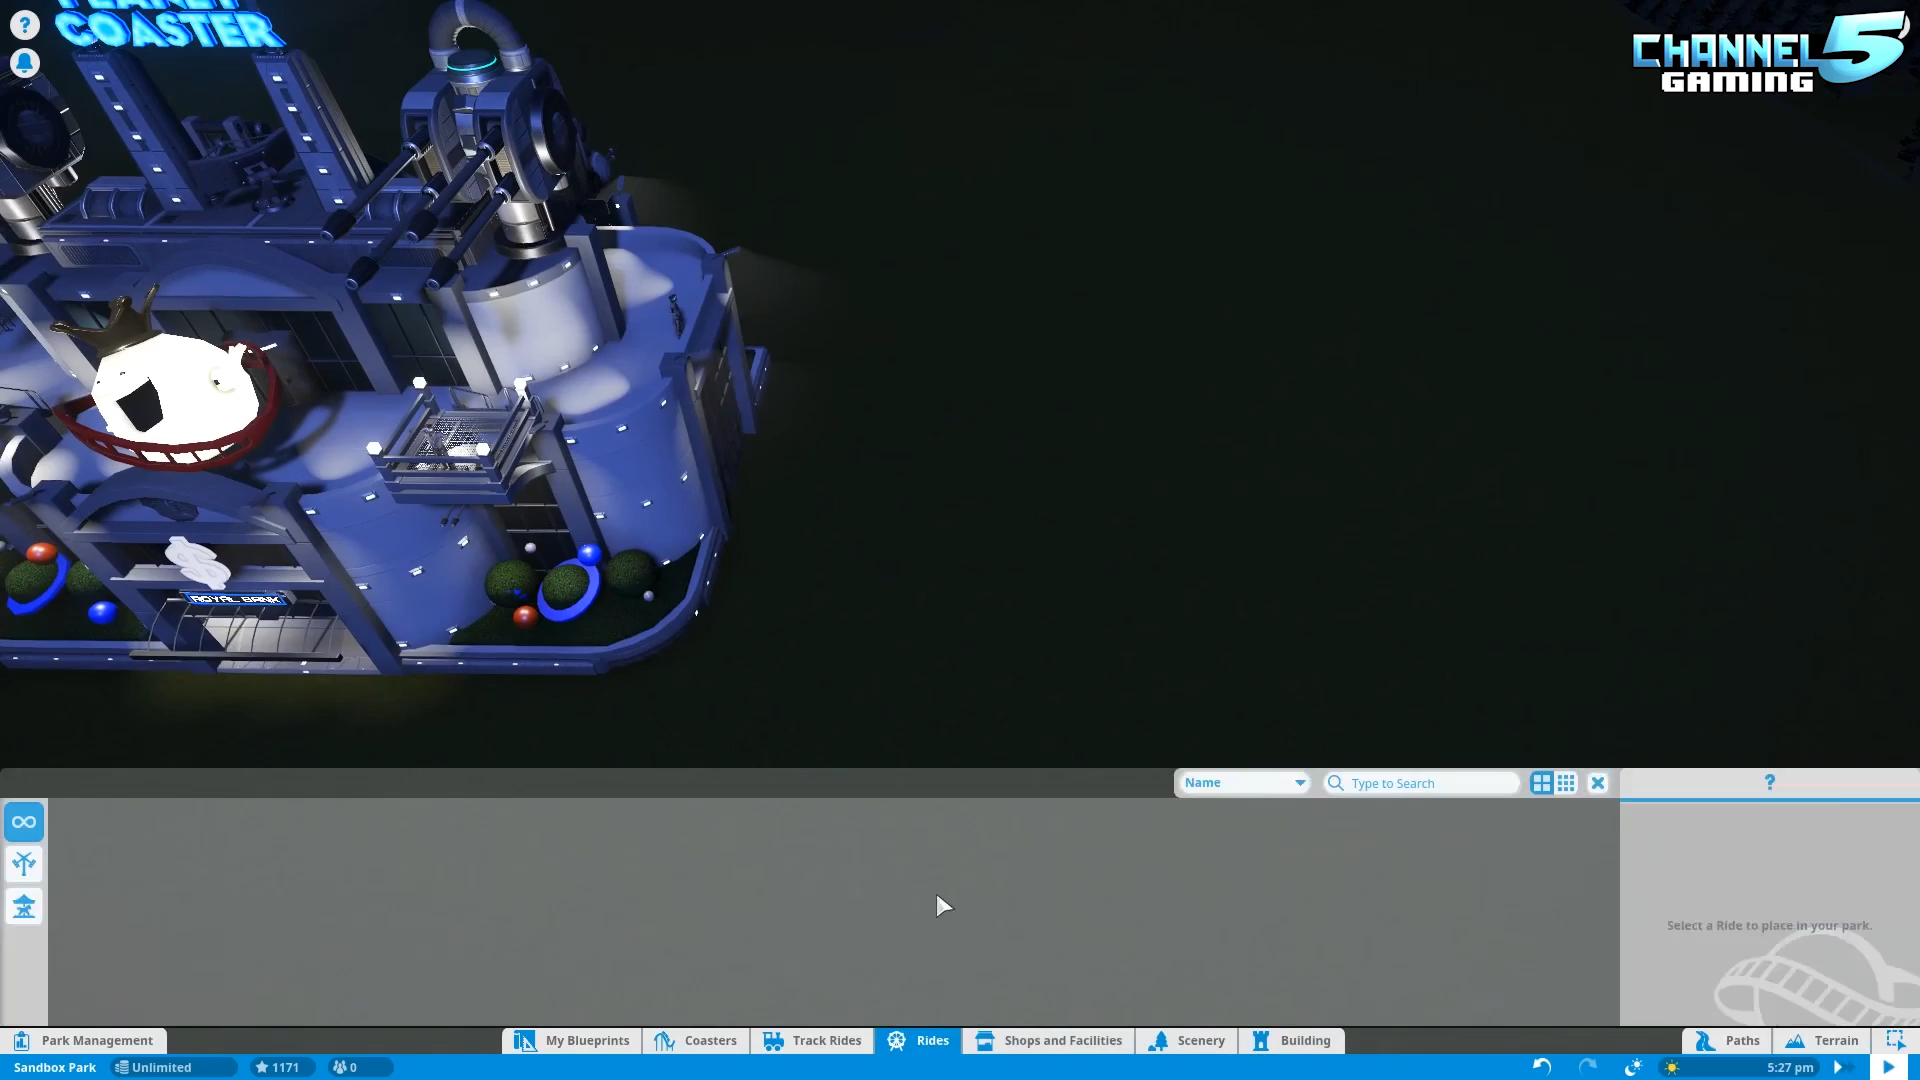 PLANET
COASTER
CHANNEL 5
GAMING
ROYAL BANK
Name
Type to Search
?
Select a Ride to place in your park.
Park Management
My Blueprints
Coasters
Track Rides
Rides
Shops and Facilities
Scenery
Building
Paths
Terrain
Sandbox Park
Unlimited
1171
0
5:27 pm